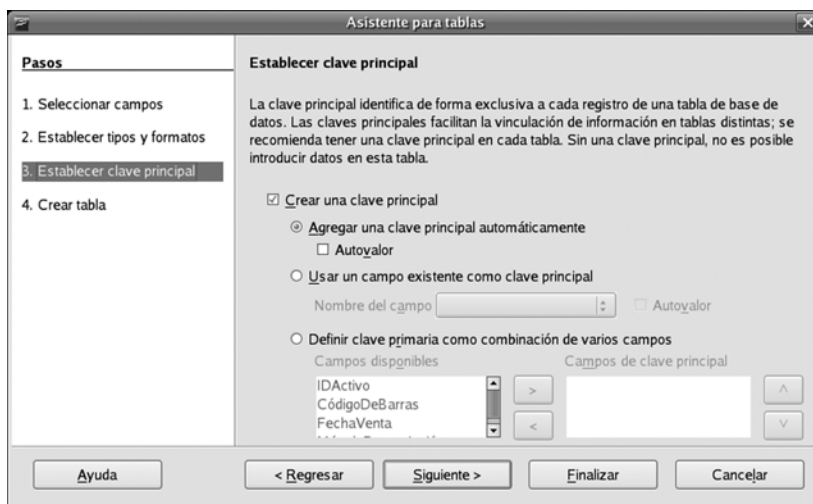 Asistente para tablas
Pasos
1. Seleccionar campos
2. Establecer tipos y formatos
3. Establecer clave principal
4. Crear tabla
Establecer clave principal
La clave principal identifica de forma exclusiva a cada registro de una tabla de base de
datos. Las claves principales facilitan la vinculación de información en tablas distintas; se
recomienda tener una clave principal en cada tabla. Sin una clave principal, no es posible
introducir datos en esta tabla.
Crear una clave principal
Agregar una clave principal automáticamente
Autovalor
Usar un campo existente como clave principal
Nombre del campo
Autovalor
Definir clave primaria como combinación de varios campos
Campos disponibles
Campos de clave principal
IDActivo
CódigoDeBarras
FechaVenta
>
<
Ayuda
< Regresar
Siguiente >
Finalizar
Cancelar